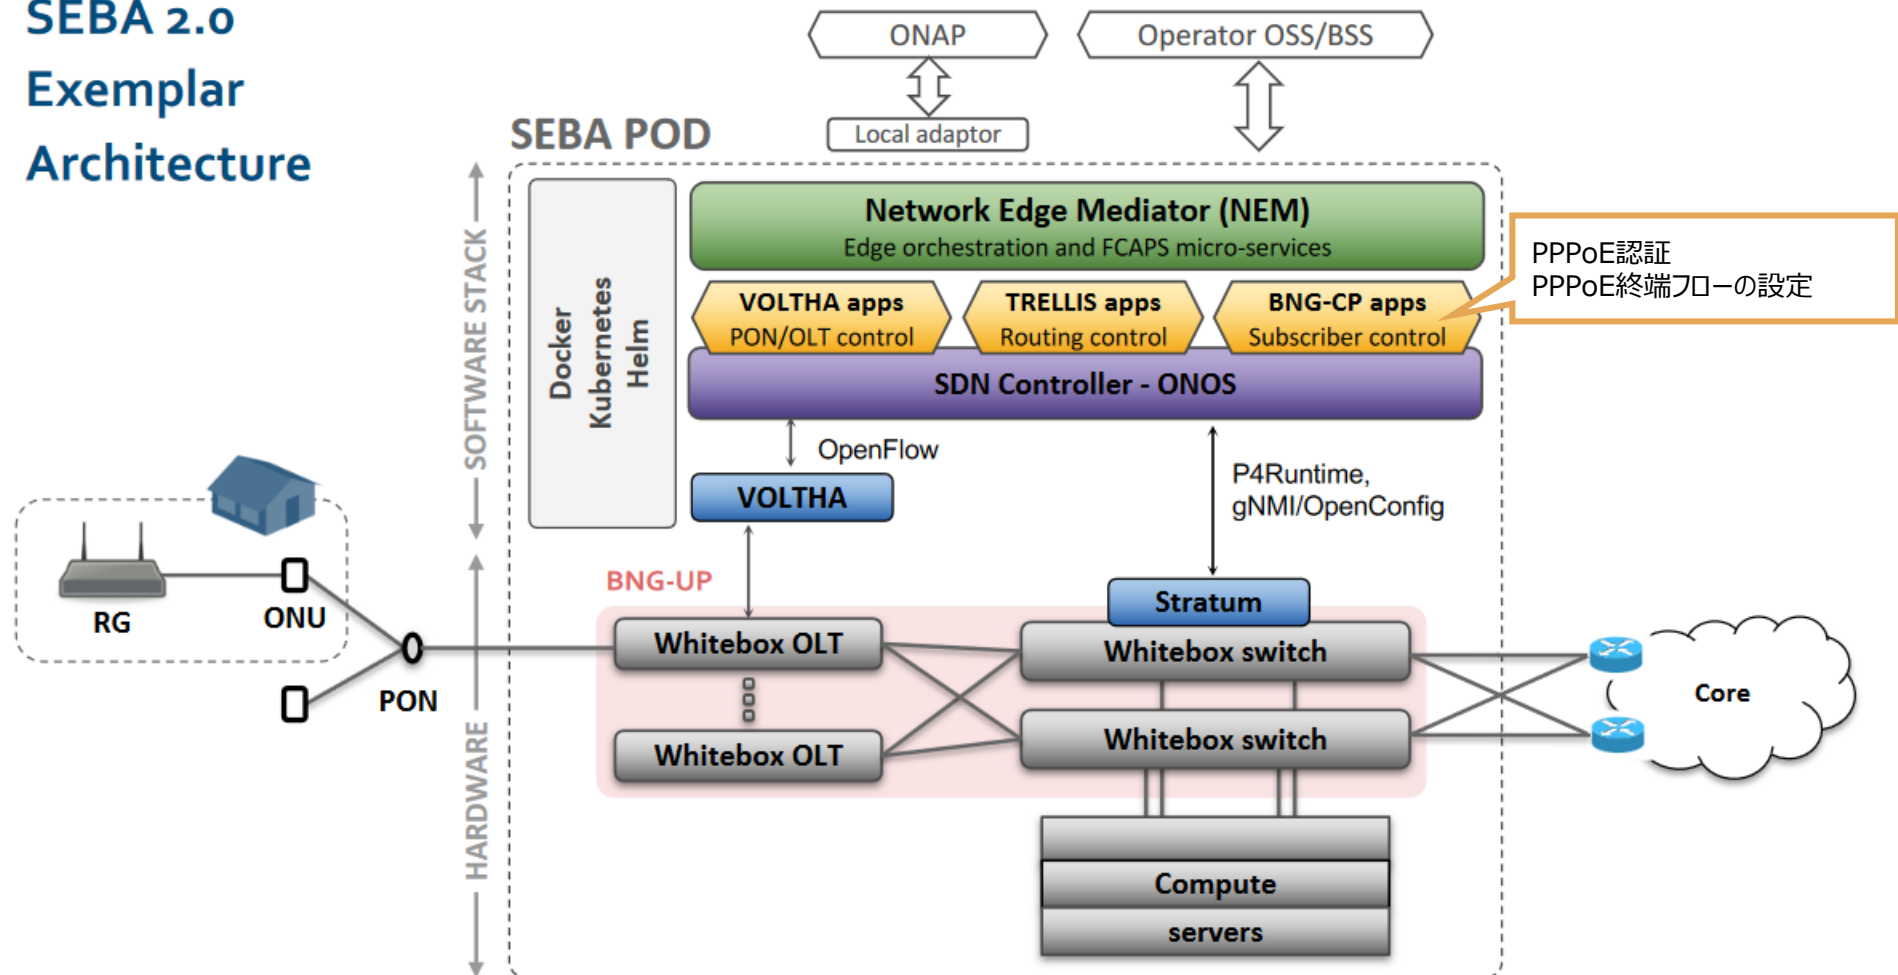 SEBA 2.0
Exemplar
Architecture
ONAP
Operator OSS/BSS
Local adaptor
SEBA POD
SOFTWARE STACK
Docker
Kubernetes
Helm
Network Edge Mediator (NEM)
Edge orchestration and FCAPS micro-services
PPPoE認証
PPPoE終端フローの設定
VOLTHA apps
PON/OLT control
TRELLIS apps
Routing control
BNG-CP apps
Subscriber control
SDN Controller - ONOS
OpenFlow
VOLTHA
P4Runtime,
gNMI/OpenConfig
HARDWARE
RG
ONU
PON
BNG-UP
Stratum
Whitebox OLT
Whitebox switch
Whitebox OLT
Whitebox switch
Core
Compute
servers